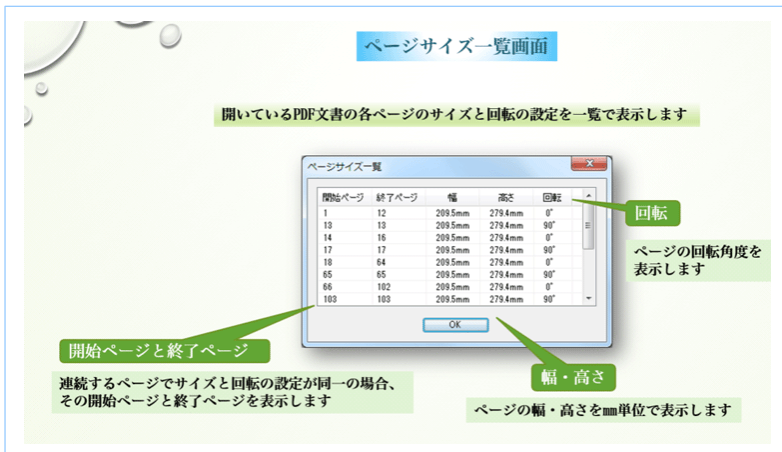 ページサイズ一覧画面
開いているPDF文書の各ページのサイズと回転の設定を一覧で表示します
ページサイズ一覧
開始ページ 終了ページ 幅 高さ 回転
1 12 209.5mm 279.4mm 0°
13 13 209.5mm 279.4mm 90°
14 16 209.5mm 279.4mm 0°
17 17 209.5mm 279.4mm 90°
18 64 209.5mm 279.4mm 0°
65 65 209.5mm 279.4mm 90°
66 102 209.5mm 279.4mm 0°
103 103 209.5mm 279.4mm 90°
OK
回転
ページの回転角度を
表示します
開始ページと終了ページ
連続するページでサイズと回転の設定が同一の場合、
その開始ページと終了ページを表示します
幅・高さ
ページの幅・高さを㎜単位で表示します